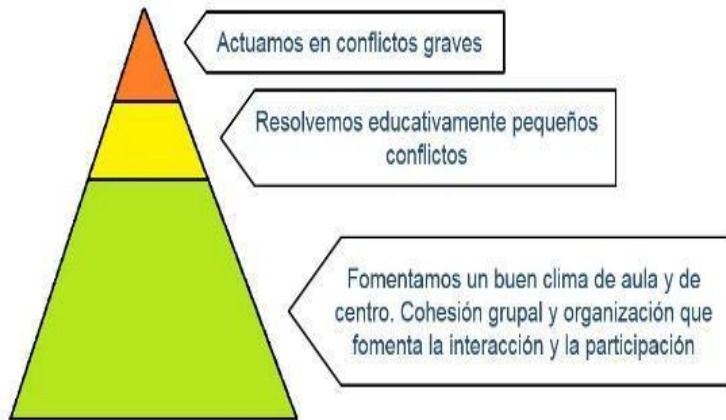 Actuamos en conflictos graves
Resolvemos educativamente pequeños
conflictos
Fomentamos un buen clima de aula y de
centro. Cohesión grupal y organización que
fomenta la interacción y la participación